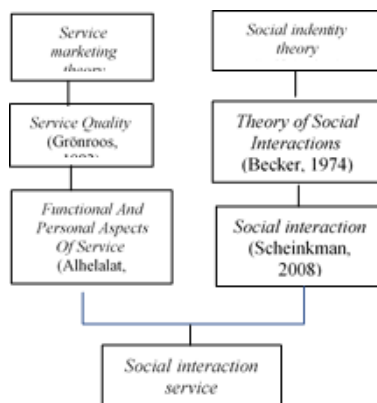 Service
marketing
theory
Social indentity
theory
Service Quality
(Grönroos,
Theory of Social
Interactions
(Becker, 1974)
Functional And
Personal Aspects
Of Service
(Alhelalat,
Social interaction
(Scheinkman,
2008)
Social interaction
service